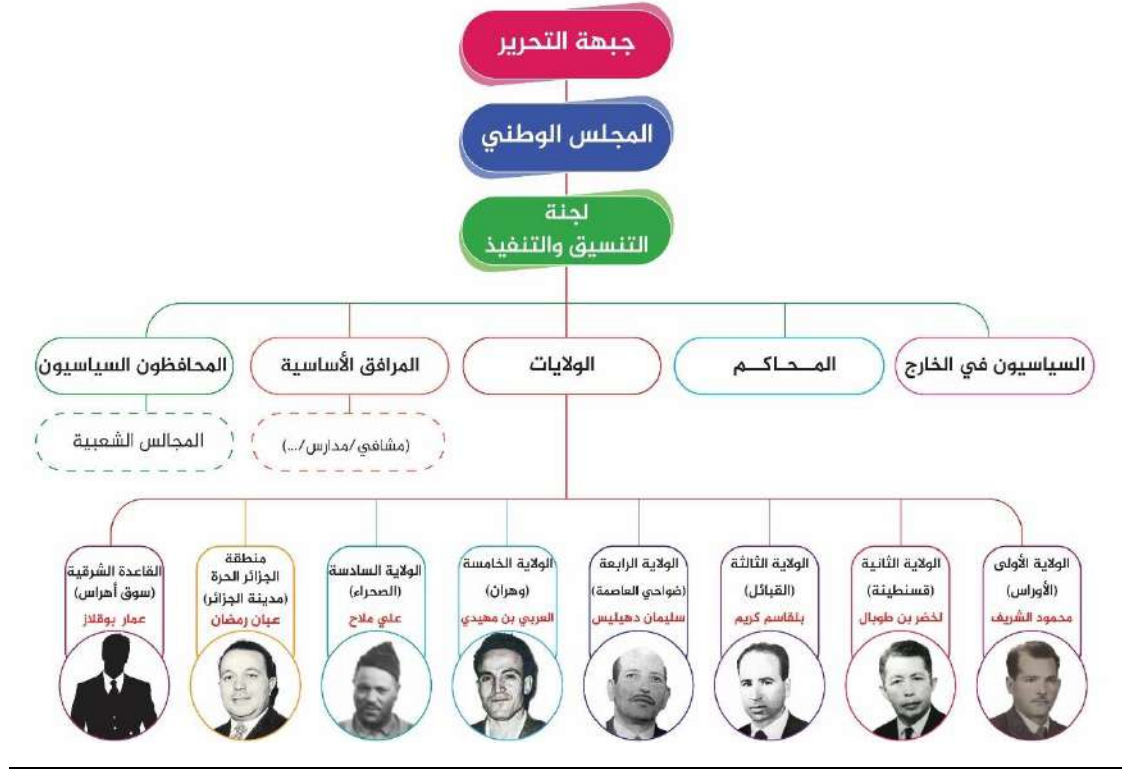 جبهة التحرير
المجلس الوطني
لجنة
التنسيق والتنفيذ
السياسيون في الخارج
المـحـاكـم
الولايات
المرافق الأساسية
المحافظون السياسيون
(مشافي/مدارس/...)
المجالس الشعبية
الولاية الأولى
(الأوراس)
محمود الشريف
الولاية الثانية
(قسنطينة)
لخضر بن طوبال
الولاية الثالثة
(القبائل)
بلقاسم كريم
الولاية الرابعة
(ضواحي العاصمة)
سليمان دهيليس
الولاية الخامسة
(وهران)
العربي بن مهيدي
الولاية السادسة
(الصحراء)
علي ملاح
منطقة
الجزائر الحرة
(مدينة الجزائر)
عبان رمضان
القاعدة الشرقية
(سوق أهراس)
عمار بوقلاز